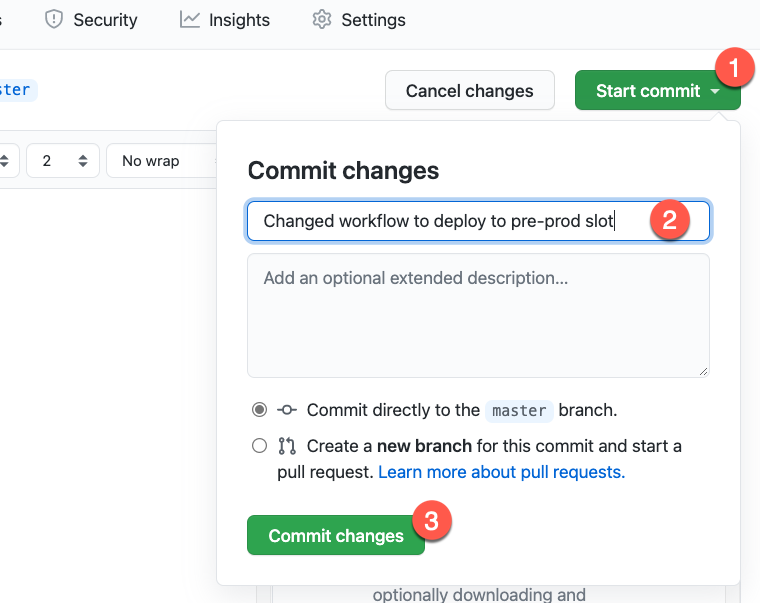 Security Insights Settings
ster Cancel changes Start commit 1
2 No wrap
Commit changes
Changed workflow to deploy to pre-prod slot 2
Add an optional extended description...
Commit directly to the master branch.
Create a new branch for this commit and start a
pull request. Learn more about pull requests.
Commit changes 3
optionally downloading and